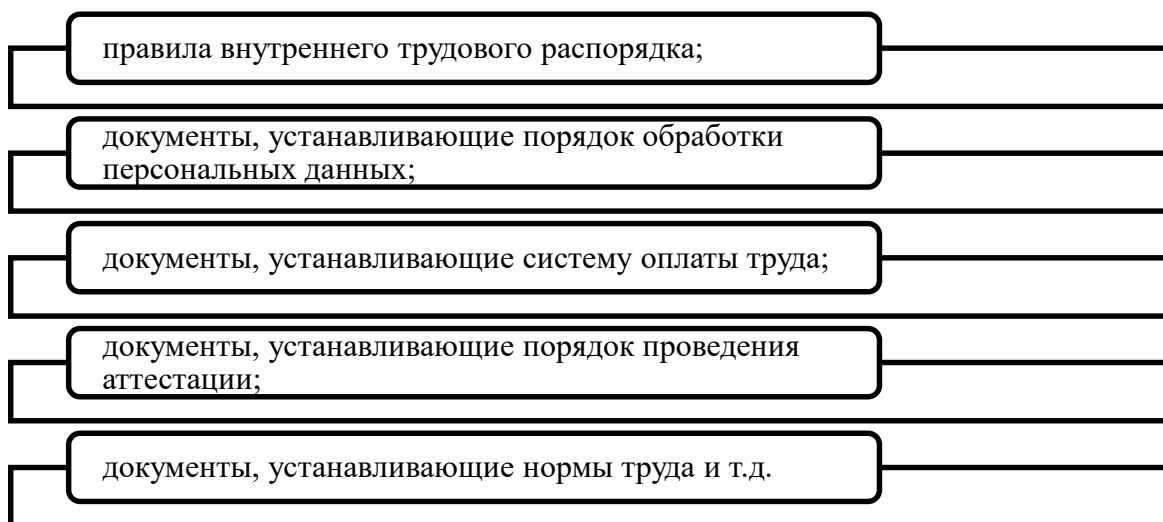 правила внутреннего трудового распорядка;
документы, устанавливающие порядок обработки
персональных данных;
документы, устанавливающие систему оплаты труда;
документы, устанавливающие порядок проведения
аттестации;
документы, устанавливающие нормы труда и т.д.